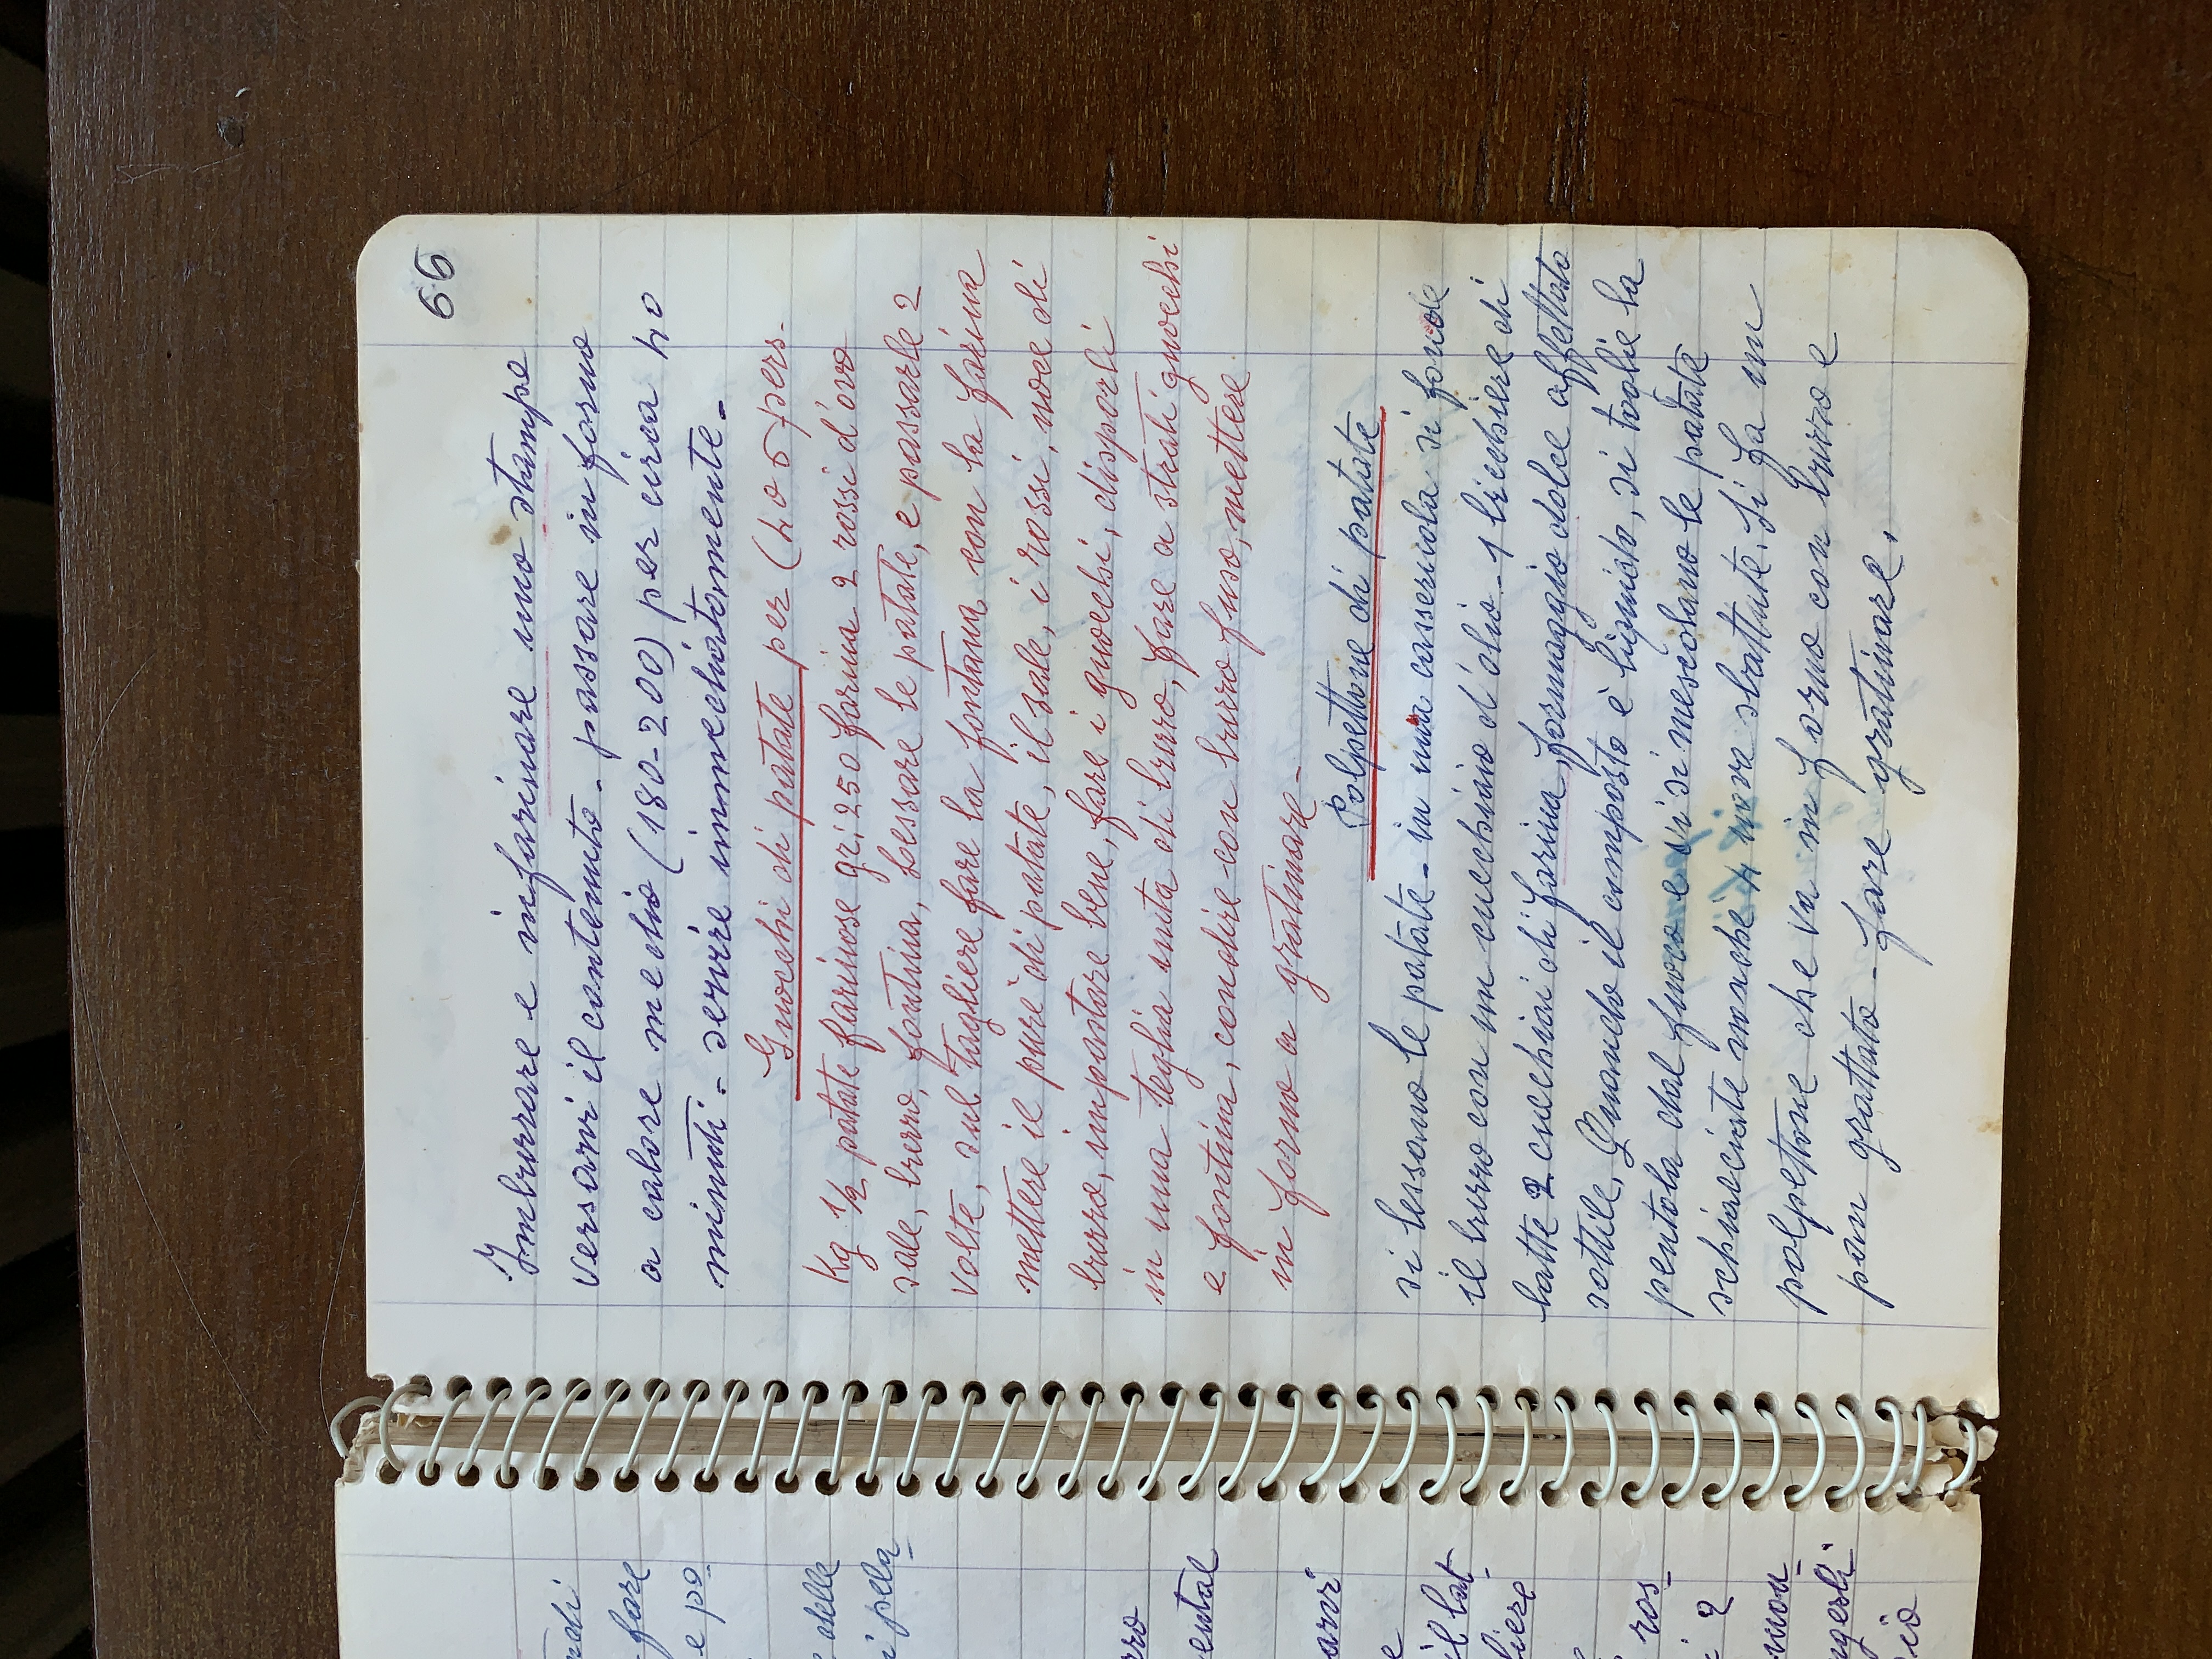 ndi
fare
e po
delle
i pela
rro
ental
arvi
e
il lat
liere
ros
i 2
mon
ngerli
66
Imburrare e infarinare uno stampo
versarvi il contenuto - passare in forno
a calore medio (180-200) per circa 40
minuti - servire immediatamente -
Gnocchi di patate per (4 o 5 pers.
Kg 1/2 patate farinose gr: 250 farina 2 rossi d'ovo
sale, burro, fontina, Lessare le patate, e passarle 2
volte, sul tagliere fare la fontana con la farina
mettere il puré di patate, il sale, i rossi, noce di
burro, impastare bene, fare i gnocchi, disporli
in una teglia unta di burro, fare a strati gnocchi
e fontina, condire con burro fuso, mettere
in forno a gratinare -
Polpettone di patate
si lessano le patate - in una casseruola si fonde
il burro con un cucchiaio d'olio - 1 bicchiere di
latte 2 cucchiai di farina, formaggio dolce affettato
sottile. Quando il composto è liquido, si toglie la
pentola dal fuoco e vi si mescolano le patate
schiacciate nonché 4 uova sbattute. Si fa un
polpettone che va in forno con burro e
pan grattato - fare gratinare.